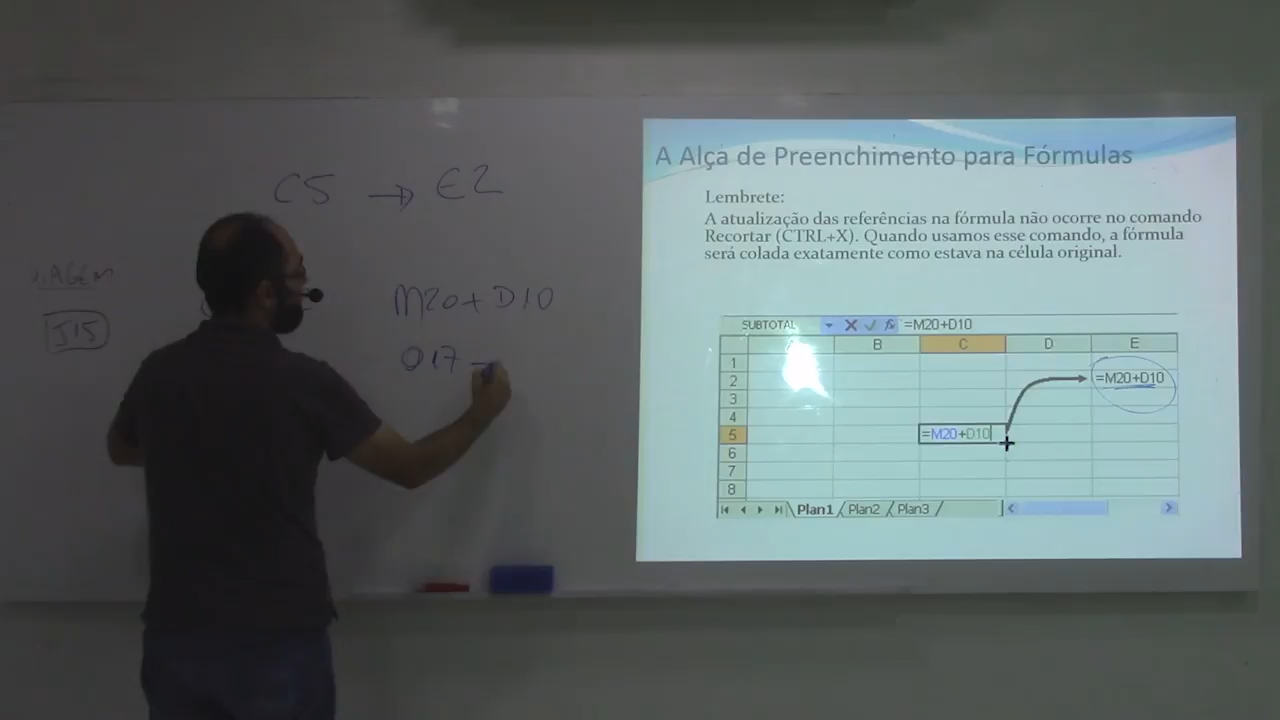 C5 → E2
M20+D10
O17
J15
A Alça de Preenchimento para Fórmulas
Lembrete:
A atualização das referências na fórmula não ocorre no comando
Recortar (CTRL+X). Quando usamos esse comando, a fórmula
será colada exatamente como estava na célula original.
SUBTOTAL =M20+D10
B C D E
1
2 =M20+D10
3
4
5 =M20+D10
6
7
8
Plan1 Plan2 Plan3